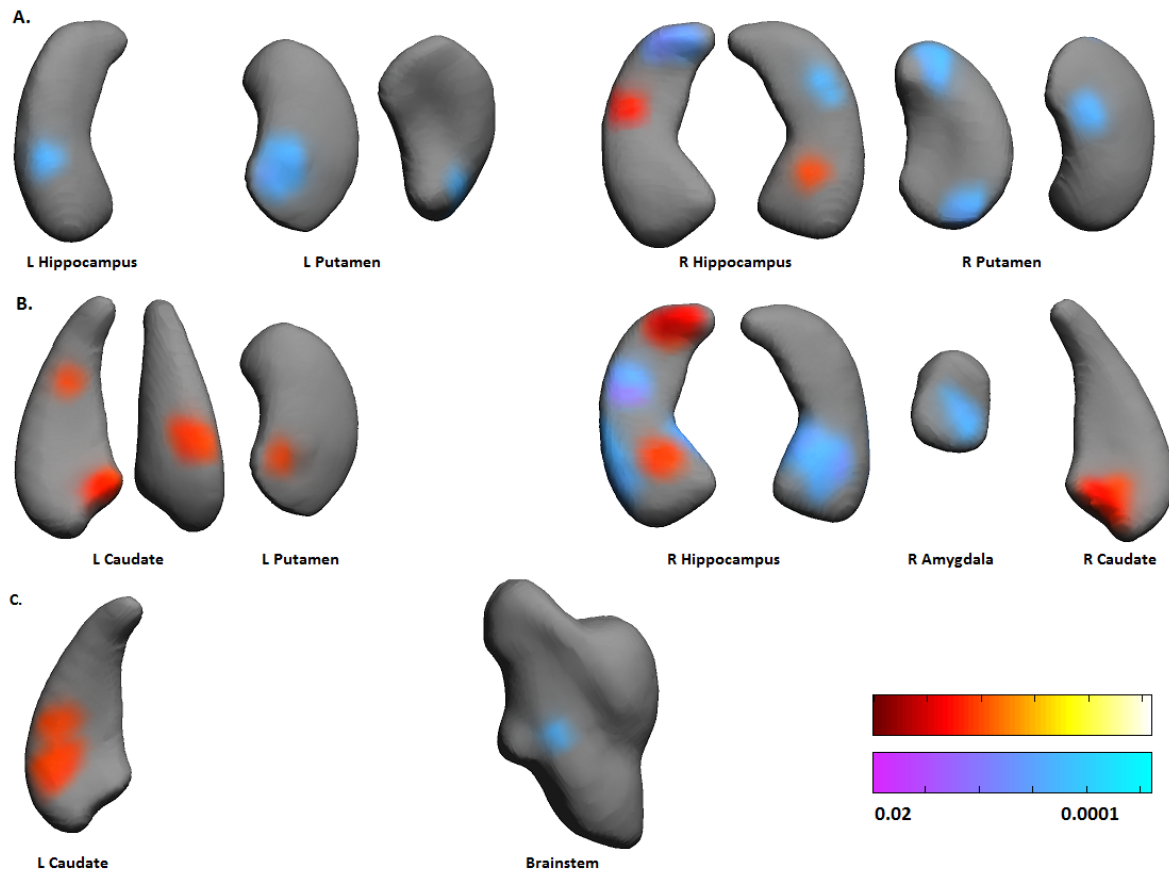 A.
L Hippocampus
L Putamen
R Hippocampus
R Putamen
B.
L Caudate
L Putamen
R Hippocampus
R Amygdala
R Caudate
C.
0.02
0.0001
L Caudate
Brainstem